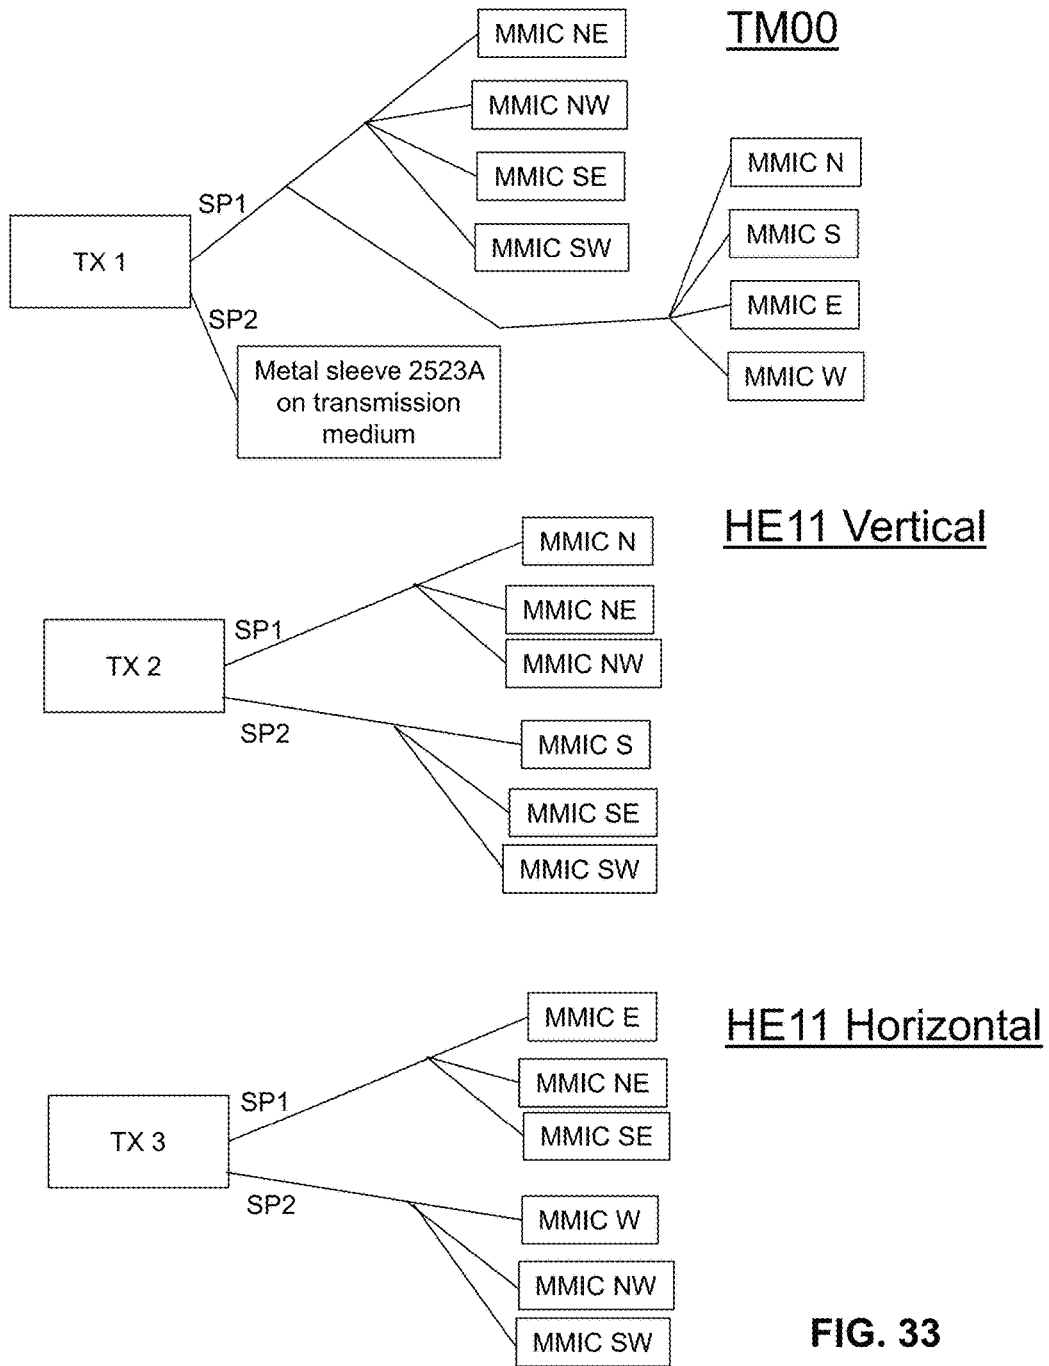 TM00
MMIC NE
MMIC NW
MMIC SE
MMIC SW
MMIC N
MMIC S
MMIC E
MMIC W
SP1
TX 1
SP2
Metal sleeve 2523A
on transmission
medium
HE11 Vertical
MMIC N
MMIC NE
MMIC NW
SP1
TX 2
SP2
MMIC S
MMIC SE
MMIC SW
HE11 Horizontal
MMIC E
MMIC NE
MMIC SE
SP1
TX 3
SP2
MMIC W
MMIC NW
MMIC SW
FIG. 33